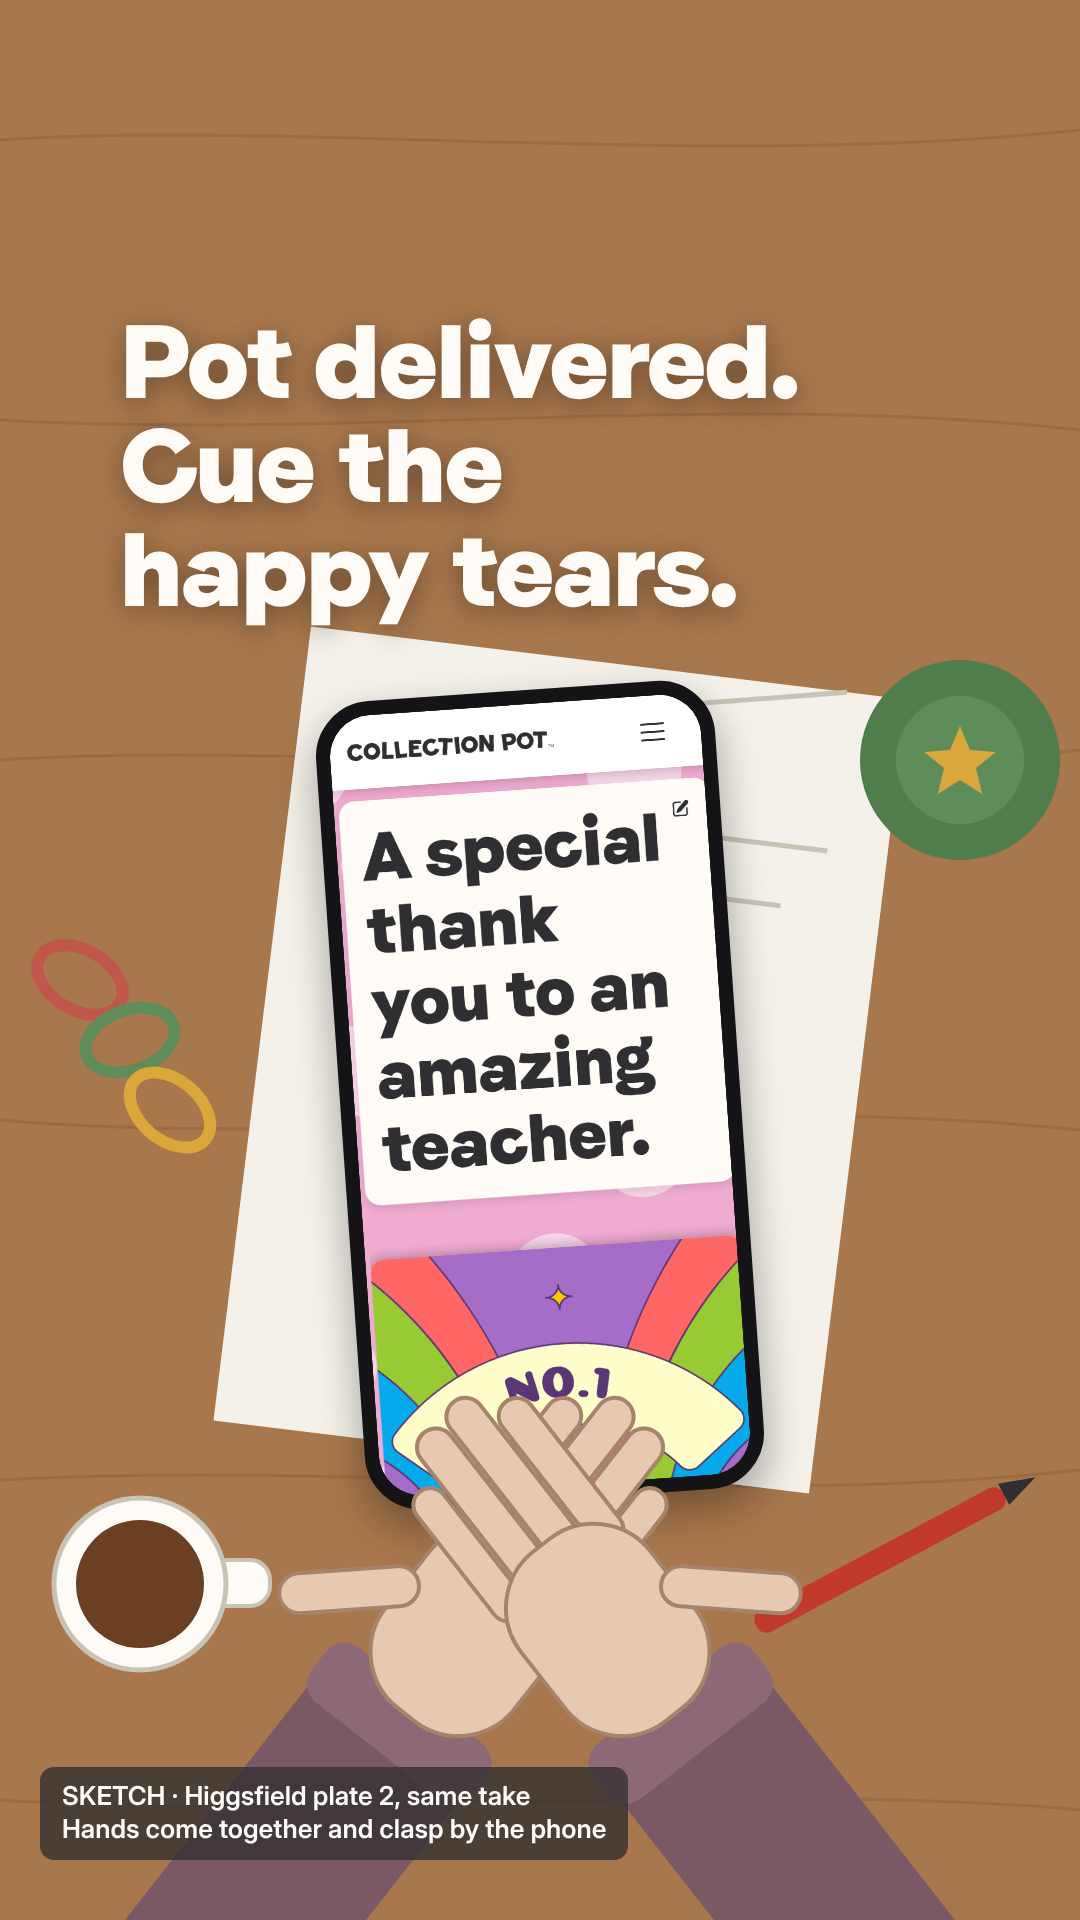 Pot delivered.
Cue the
happy tears.
COLLECTION POT™
A special
thank
you to an
amazing
teacher.
NO.1
SKETCH · Higgsfield plate 2, same take
Hands come together and clasp by the phone